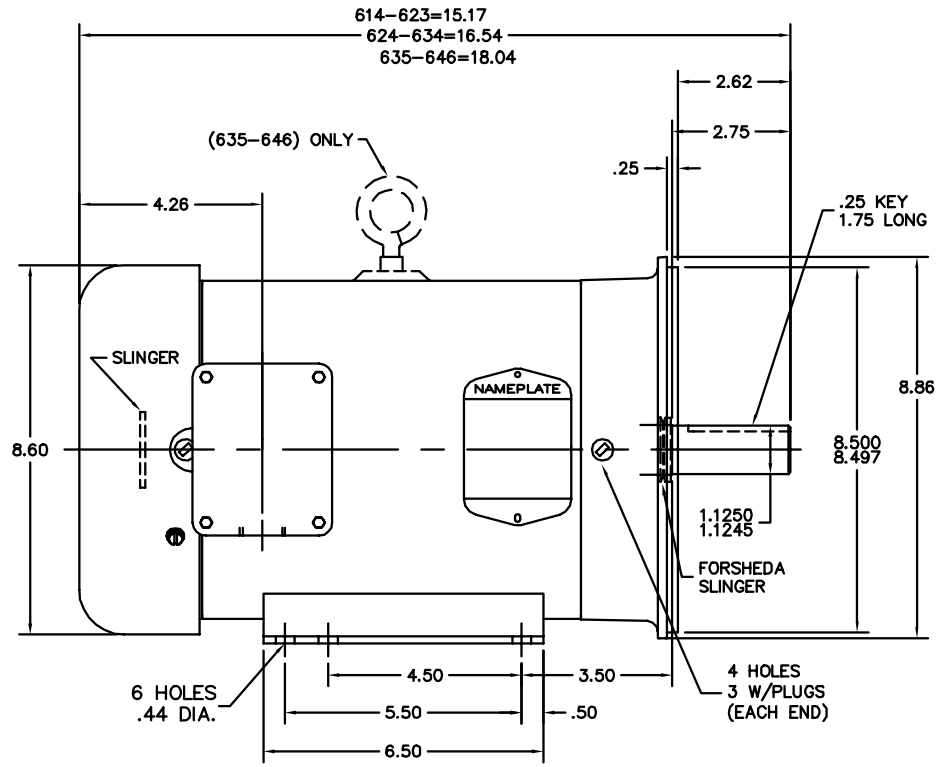 614-623=15.17
624-634=16.54
635-646=18.04
2.62
2.75
(635-646) ONLY
.25
4.26
.25 KEY
1.75 LONG
SLINGER
NAMEPLATE
8.86
8.60
8.500
8.497
1.1250
1.1245
FORSHEDA
SLINGER
4.50
3.50
4 HOLES
3 W/PLUGS
(EACH END)
6 HOLES
.44 DIA.
5.50
.50
6.50